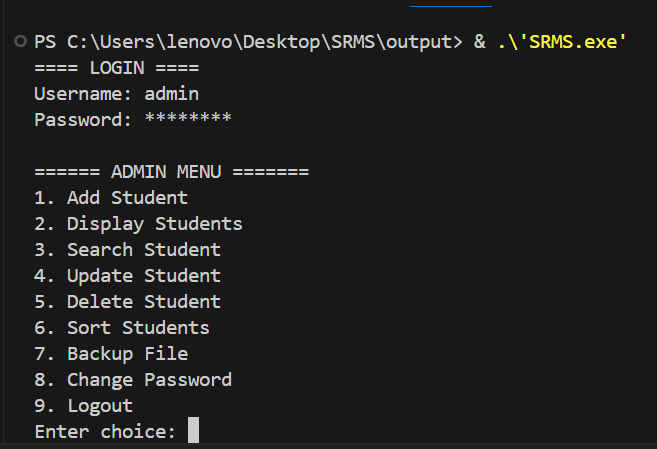 PS C:\Users\lenovo\Desktop\SRMS\output> & .\'SRMS.exe'
==== LOGIN ====
Username: admin
Password: ********
====== ADMIN MENU =======
1. Add Student
2. Display Students
3. Search Student
4. Update Student
5. Delete Student
6. Sort Students
7. Backup File
8. Change Password
9. Logout
Enter choice: